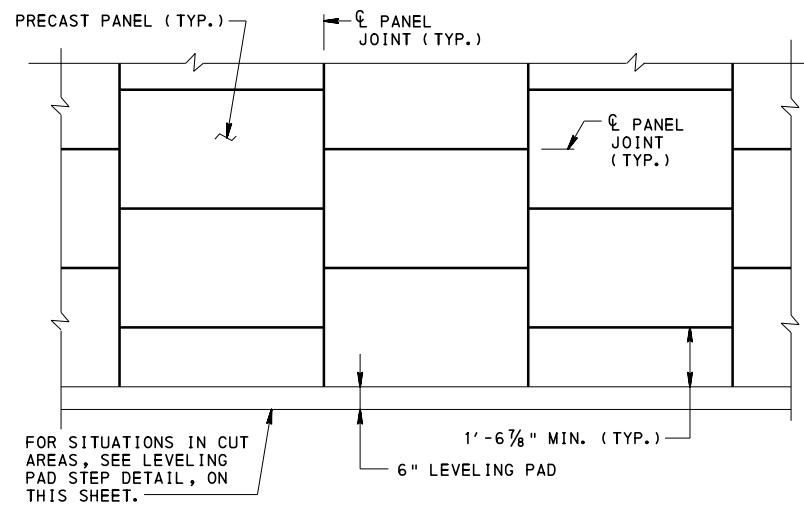 PRECAST PANEL (TYP.)
℄ PANEL
JOINT (TYP.)
℄ PANEL
JOINT
(TYP.)
FOR SITUATIONS IN CUT
AREAS, SEE LEVELING
PAD STEP DETAIL, ON
THIS SHEET.
1'-6⅞" MIN. (TYP.)
6" LEVELING PAD